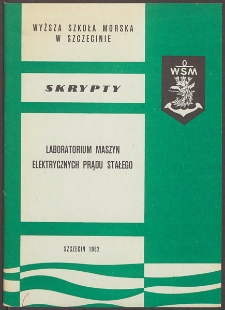 WYŻSZA SZKOŁA MORSKA
W SZCZECINIE
WSM
SKRYPTY
LABORATORIUM MASZYN
ELEKTRYCZNYCH PRĄDU STAŁEGO
SZCZECIN 1982